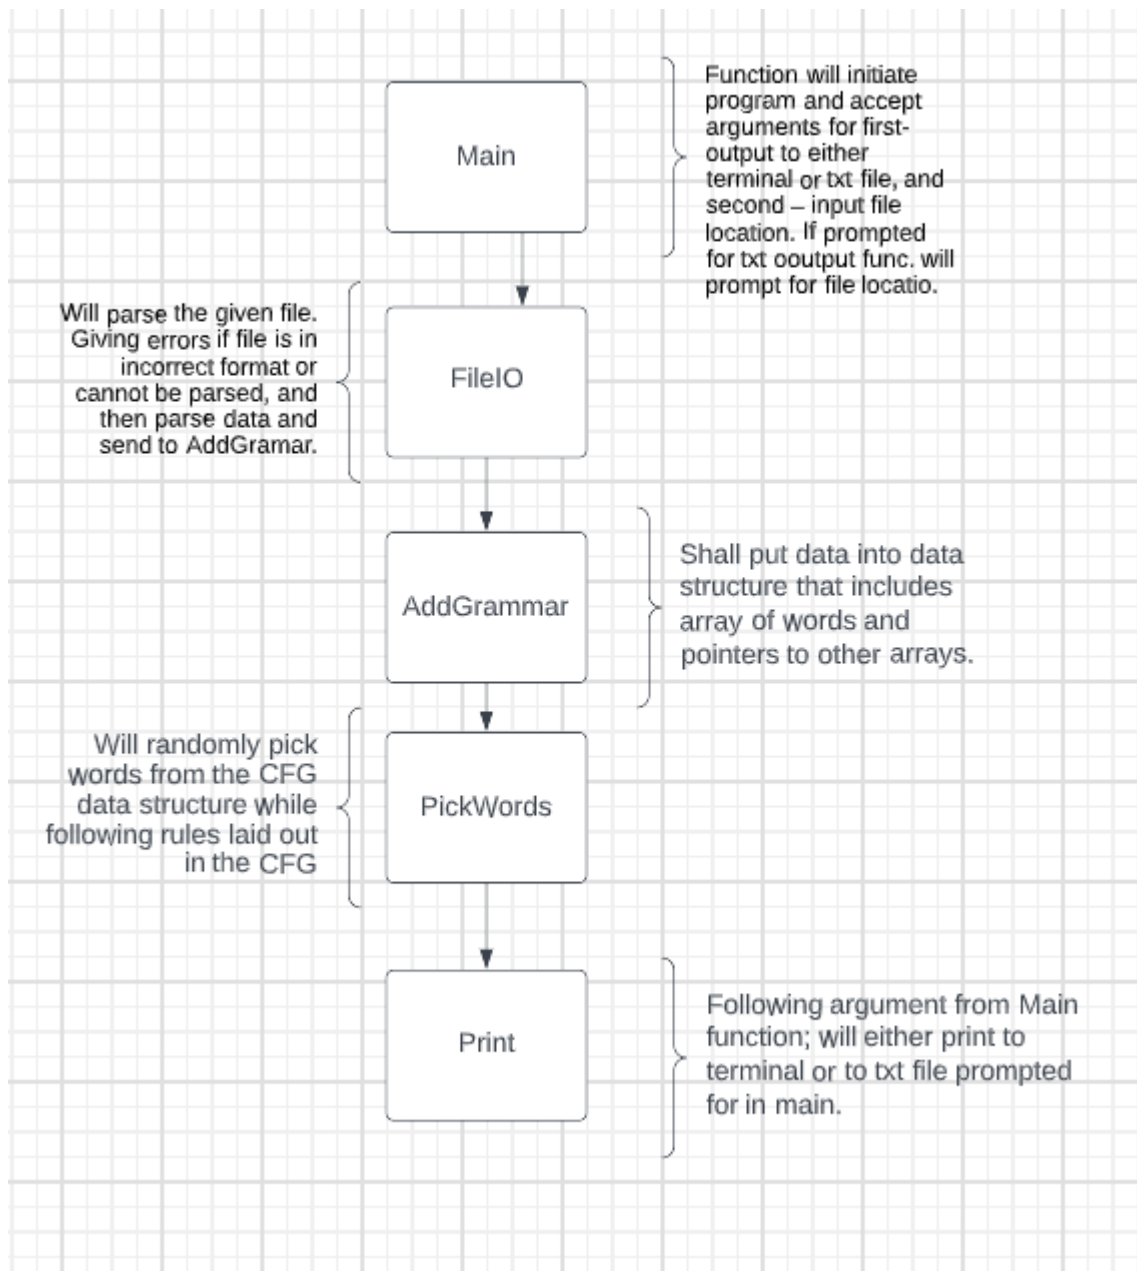 Main
Function will initiate
program and accept
arguments for first-
output to either
terminal or txt file, and
second – input file
location. If prompted
for txt ooutput func. will
prompt for file locatio.
Will parse the given file.
Giving errors if file is in
incorrect format or
cannot be parsed, and
then parse data and
send to AddGramar.
FileIO
AddGrammar
Shall put data into data
structure that includes
array of words and
pointers to other arrays.
Will randomly pick
words from the CFG
data structure while
following rules laid out
in the CFG
PickWords
Print
Following argument from Main
function; will either print to
terminal or to txt file prompted
for in main.